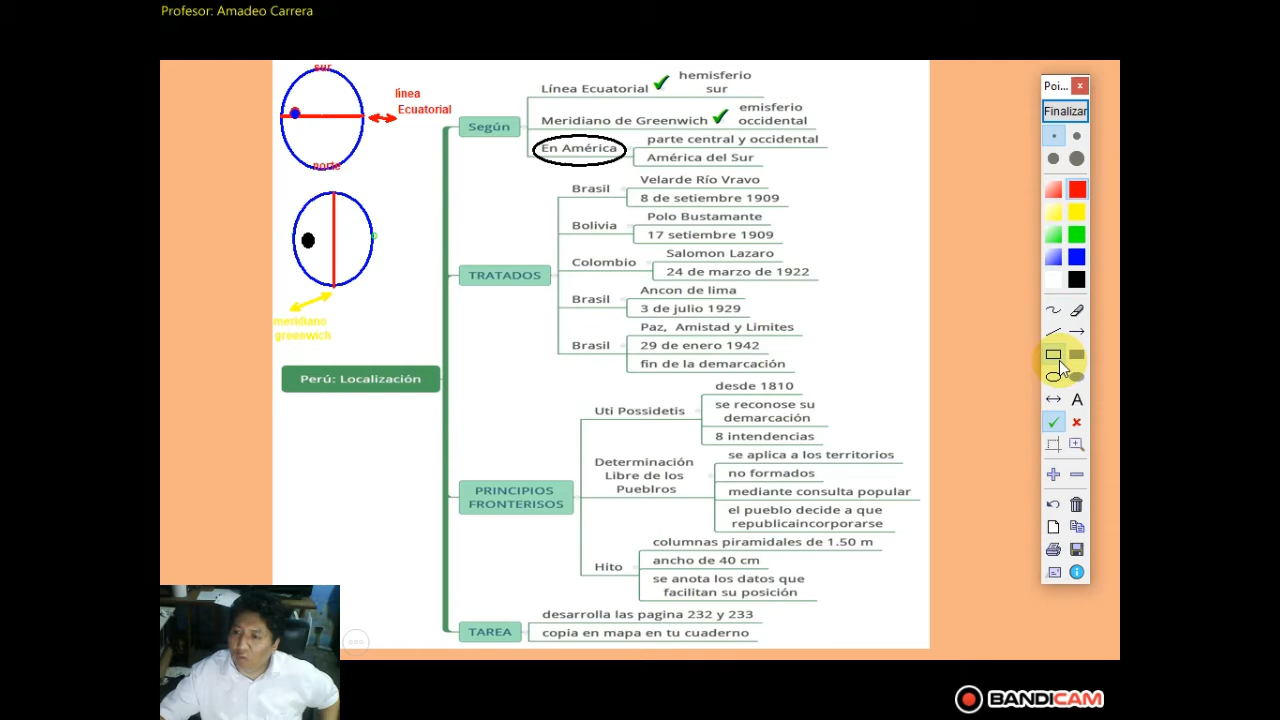 Profesor: Amadeo Carrera
sur
línea
Ecuatorial
norte
meridiano
greenwich
Perú: Localización
Según
Línea Ecuatorial
hemisferio
sur
Meridiano de Greenwich
emisferio
occidental
En América
parte central y occidental
América del Sur
TRATADOS
Brasil
Velarde Río Vravo
8 de setiembre 1909
Bolivia
Polo Bustamante
17 setiembre 1909
Colombio
Salomon Lazaro
24 de marzo de 1922
Brasil
Ancon de lima
3 de julio 1929
Brasil
Paz, Amistad y Limites
29 de enero 1942
fin de la demarcación
PRINCIPIOS
FRONTERISOS
Uti Possidetis
desde 1810
se reconose su
demarcación
8 intendencias
Determinación
Libre de los
Pueblros
se aplica a los territorios
no formados
mediante consulta popular
el pueblo decide a que
republicaincorporarse
Hito
columnas piramidales de 1.50 m
ancho de 40 cm
se anota los datos que
facilitan su posición
TAREA
desarrolla las pagina 232 y 233
copia en mapa en tu cuaderno
Poi...
Finalizar
A
BANDICAM